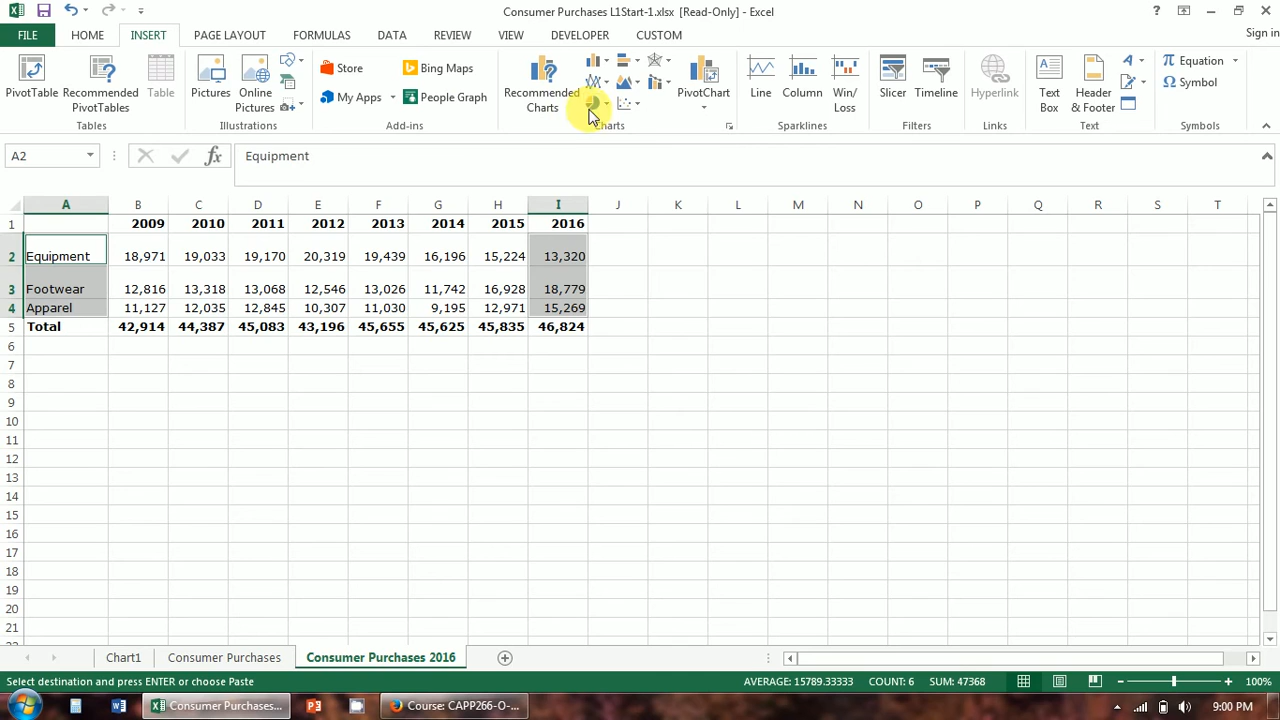 Consumer Purchases L1Start-1.xlsx [Read-Only] - Excel
FILE HOME INSERT PAGE LAYOUT FORMULAS DATA REVIEW VIEW DEVELOPER CUSTOM Sign in
PivotTable Recommended PivotTables Table
Tables
Pictures Online Pictures
Illustrations
Store Bing Maps
My Apps People Graph
Add-ins
Recommended Charts
PivotChart
Charts
Line Column Win/Loss
Sparklines
Slicer Timeline
Filters
Hyperlink
Links
Text Box Header & Footer
Text
Equation
Symbol
Symbols
A2 fx Equipment
A B C D E F G H I J K L M N O P Q R S T
1 2009 2010 2011 2012 2013 2014 2015 2016
2 Equipment 18,971 19,033 19,170 20,319 19,439 16,196 15,224 13,320
3 Footwear 12,816 13,318 13,068 12,546 13,026 11,742 16,928 18,779
4 Apparel 11,127 12,035 12,845 10,307 11,030 9,195 12,971 15,269
5 Total 42,914 44,387 45,083 43,196 45,655 45,625 45,835 46,824
6
7
8
9
10
11
12
13
14
15
16
17
18
19
20
21
Chart1 Consumer Purchases Consumer Purchases 2016
Select destination and press ENTER or choose Paste AVERAGE: 15789.33333 COUNT: 6 SUM: 47368 100%
Consumer Purchases... Course: CAPP266-O-... 9:00 PM